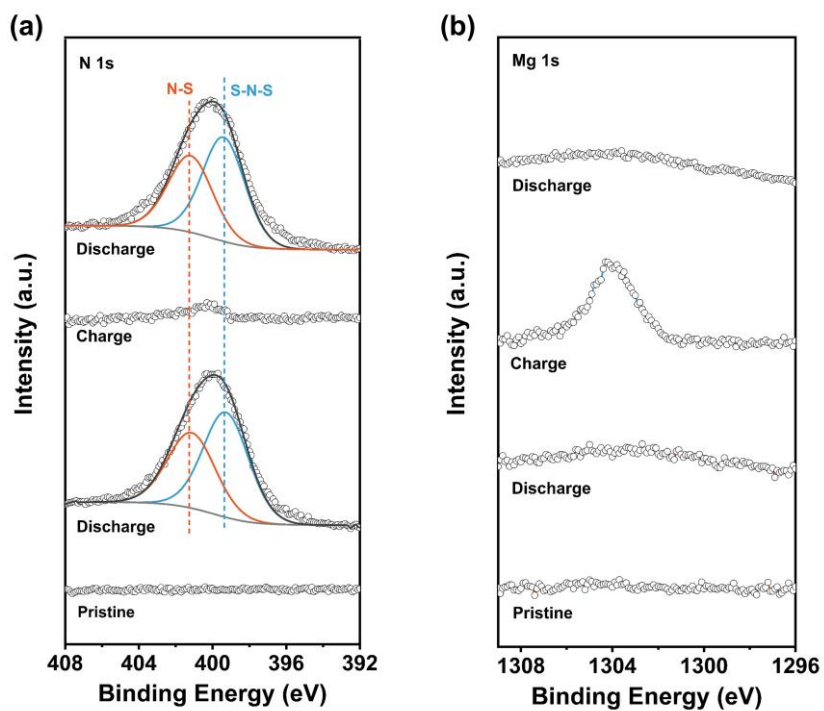 (a)
N 1s
N-S
S-N-S
Discharge
Charge
Discharge
Pristine
Intensity (a.u.)
408 404 400 396 392
Binding Energy (eV)
(b)
Mg 1s
Discharge
Charge
Discharge
Pristine
Intensity (a.u.)
1308 1304 1300 1296
Binding Energy (eV)